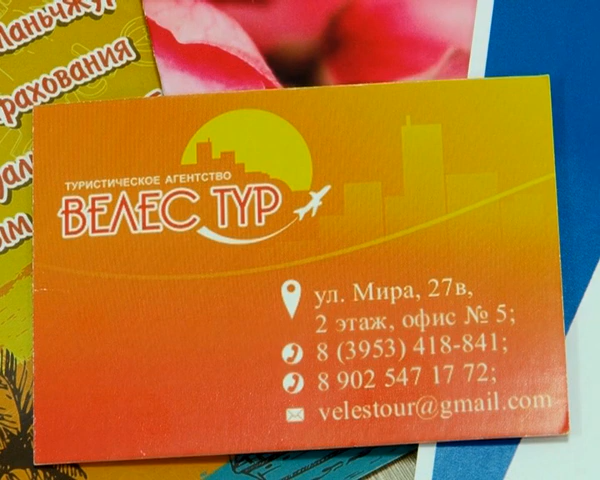 ТУРИСТИЧЕСКОЕ АГЕНТСТВО
ВЕЛЕС ТУР
ул. Мира, 27в,
2 этаж, офис № 5;
8 (3953) 418-841;
8 902 547 17 72;
velestour@gmail.com